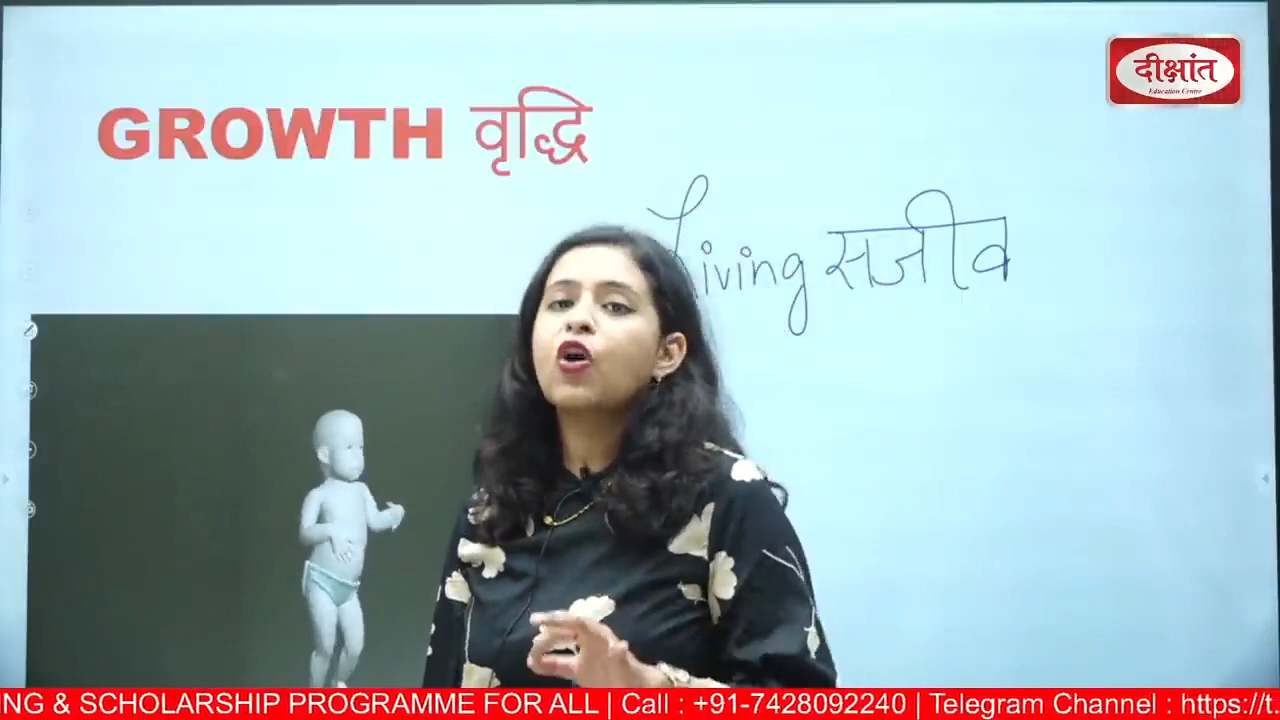 दीक्षांत
Education Centre
GROWTH वृद्धि
Living सजीव
NG & SCHOLARSHIP PROGRAMME FOR ALL | Call : +91-7428092240 | Telegram Channel : https://t.